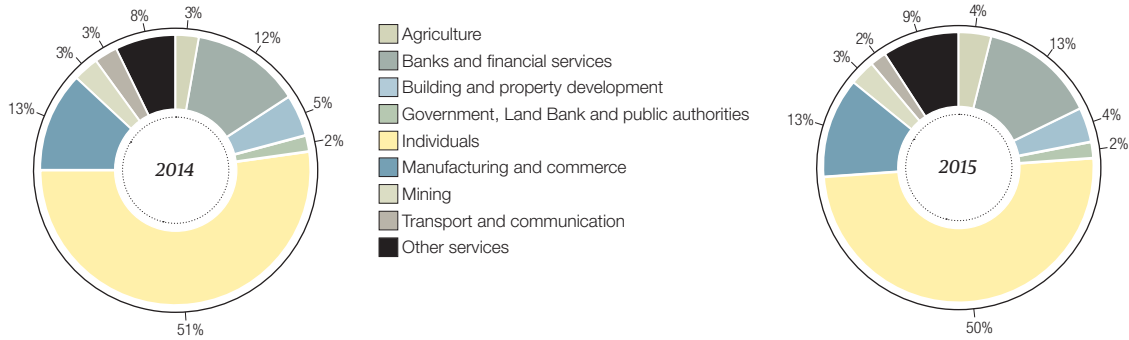 8%
3%
3%
12%
3%
5%
13%
2%
2014
51%
Agriculture
Banks and financial services
Building and property development
Government, Land Bank and public authorities
Individuals
Manufacturing and commerce
Mining
Transport and communication
Other services
9%
4%
2%
13%
3%
4%
13%
2%
2015
50%